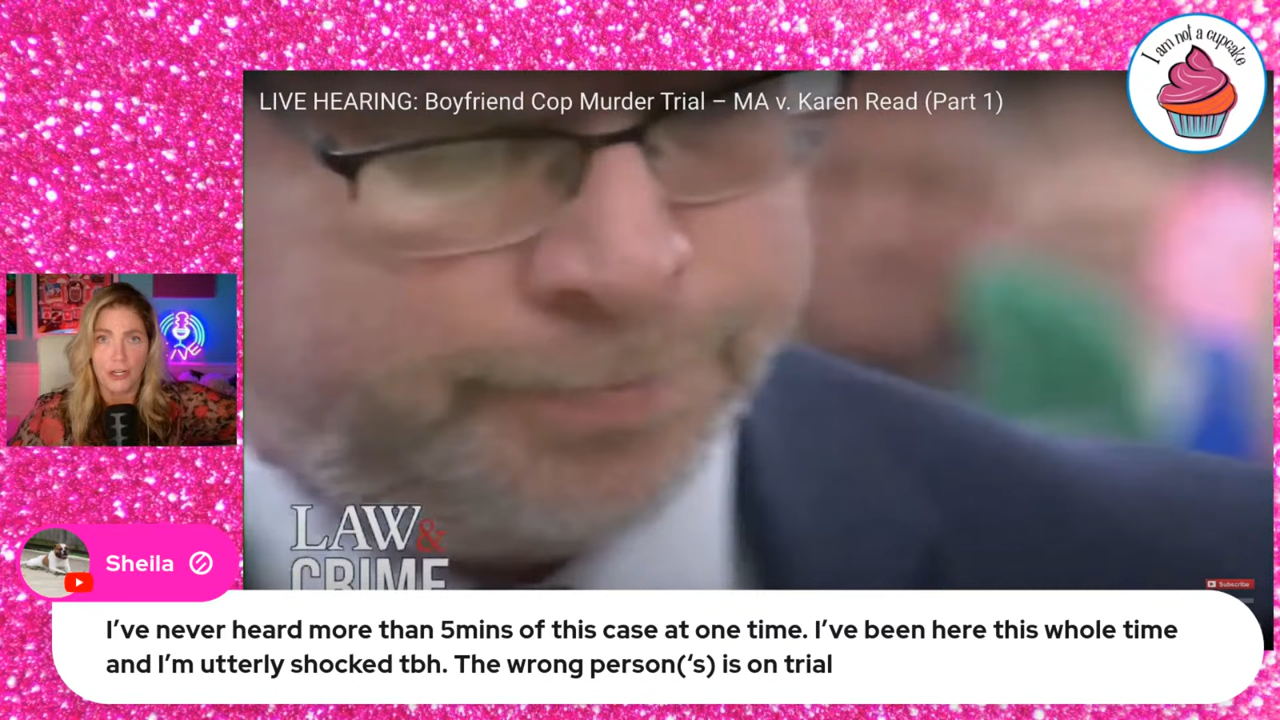 I am not a cupcake
LIVE HEARING: Boyfriend Cop Murder Trial – MA v. Karen Read (Part 1)
LAW&
CRIME
Subscribe
Sheila
I’ve never heard more than 5mins of this case at one time. I’ve been here this whole time
and I’m utterly shocked tbh. The wrong person(‘s) is on trial